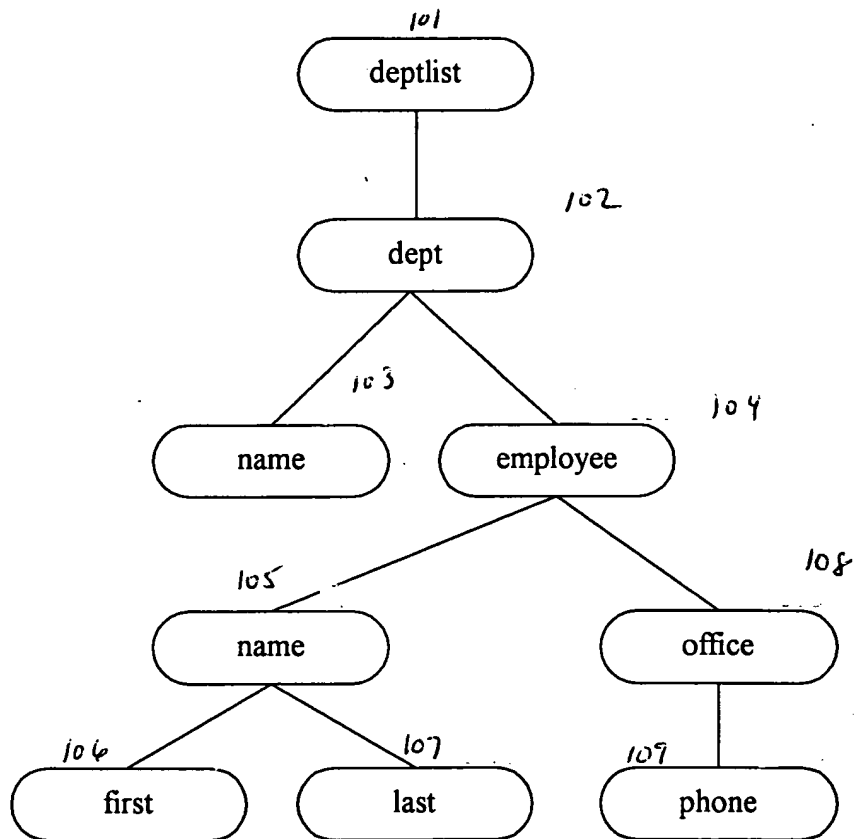 101
deptlist
102
dept
103
104
name
employee
105
108
name
office
106
107
109
first
last
phone